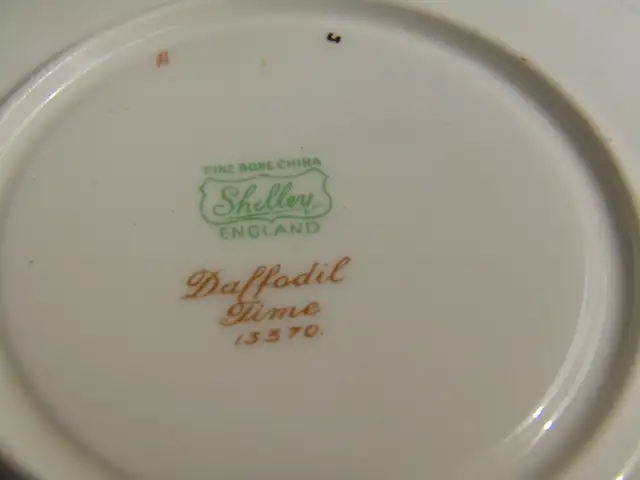 FINE BONE CHINA
Shelley
ENGLAND
Daffodil
Time
13370.